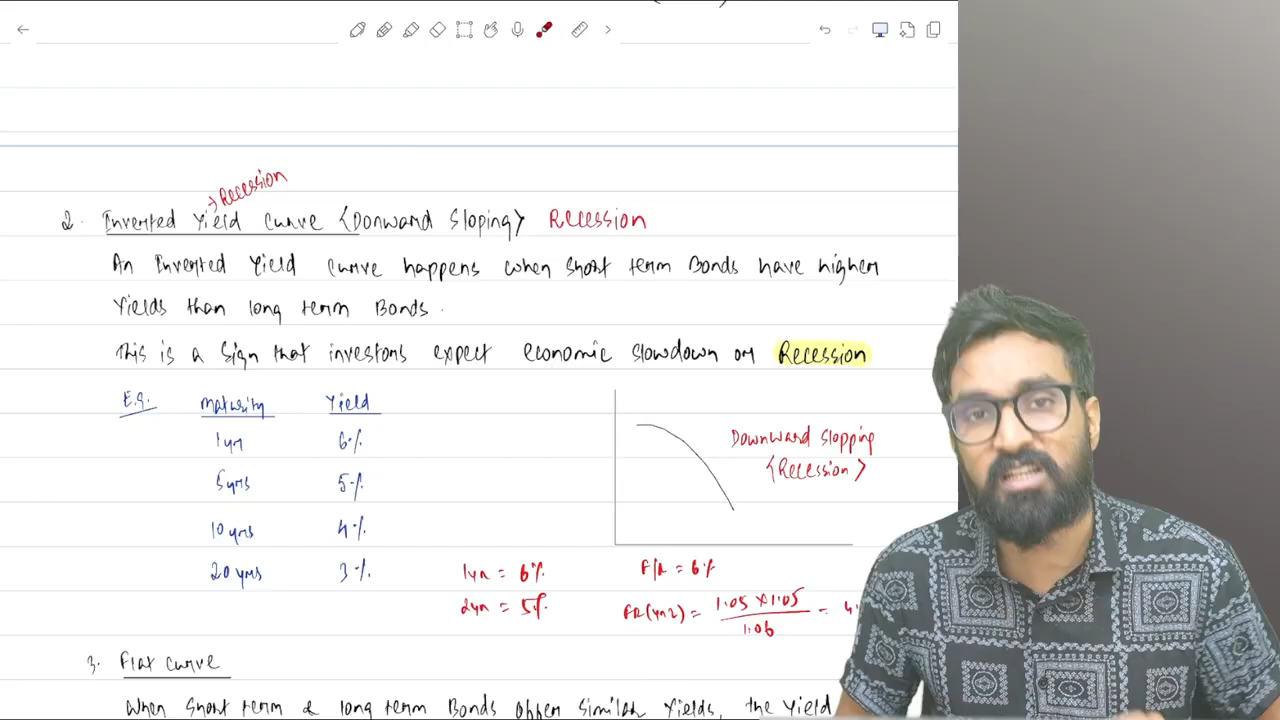 → Recession
2. Inverted Yield curve {Donward Sloping} Recession
An Inverted Yield curve happens when Short term Bonds have higher
Yields than long term Bonds.
This is a sign that investors expect economic slowdown or Recession
E.g. Maturity Yield
1yr 6%
5yrs 5%
10 yrs 4%
20 yrs 3%
Downward slopping
{Recession}
1yr = 6%
2yr = 5%
F/R = 6%
FR(yr2) = 1.05 × 1.05 = 4.
1.06
3. Flat curve
When Short term & long term Bonds offer similar Yields, the Yield